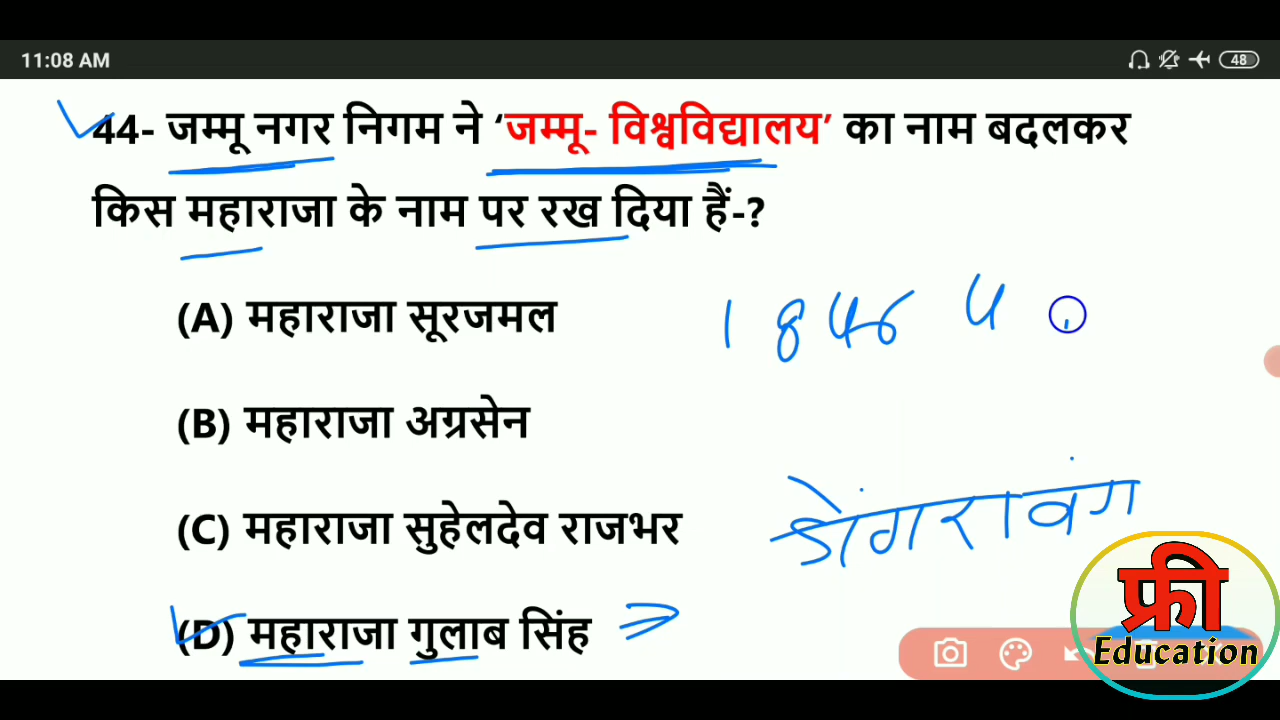 11:08 AM
48
44- जम्मू नगर निगम ने ‘जम्मू- विश्वविद्यालय’ का नाम बदलकर
किस महाराजा के नाम पर रख दिया हैं-?
(A) महाराजा सूरजमल
1846 4
(B) महाराजा अग्रसेन
(C) महाराजा सुहेलदेव राजभर
(D) महाराजा गुलाब सिंह
फ्री
Education